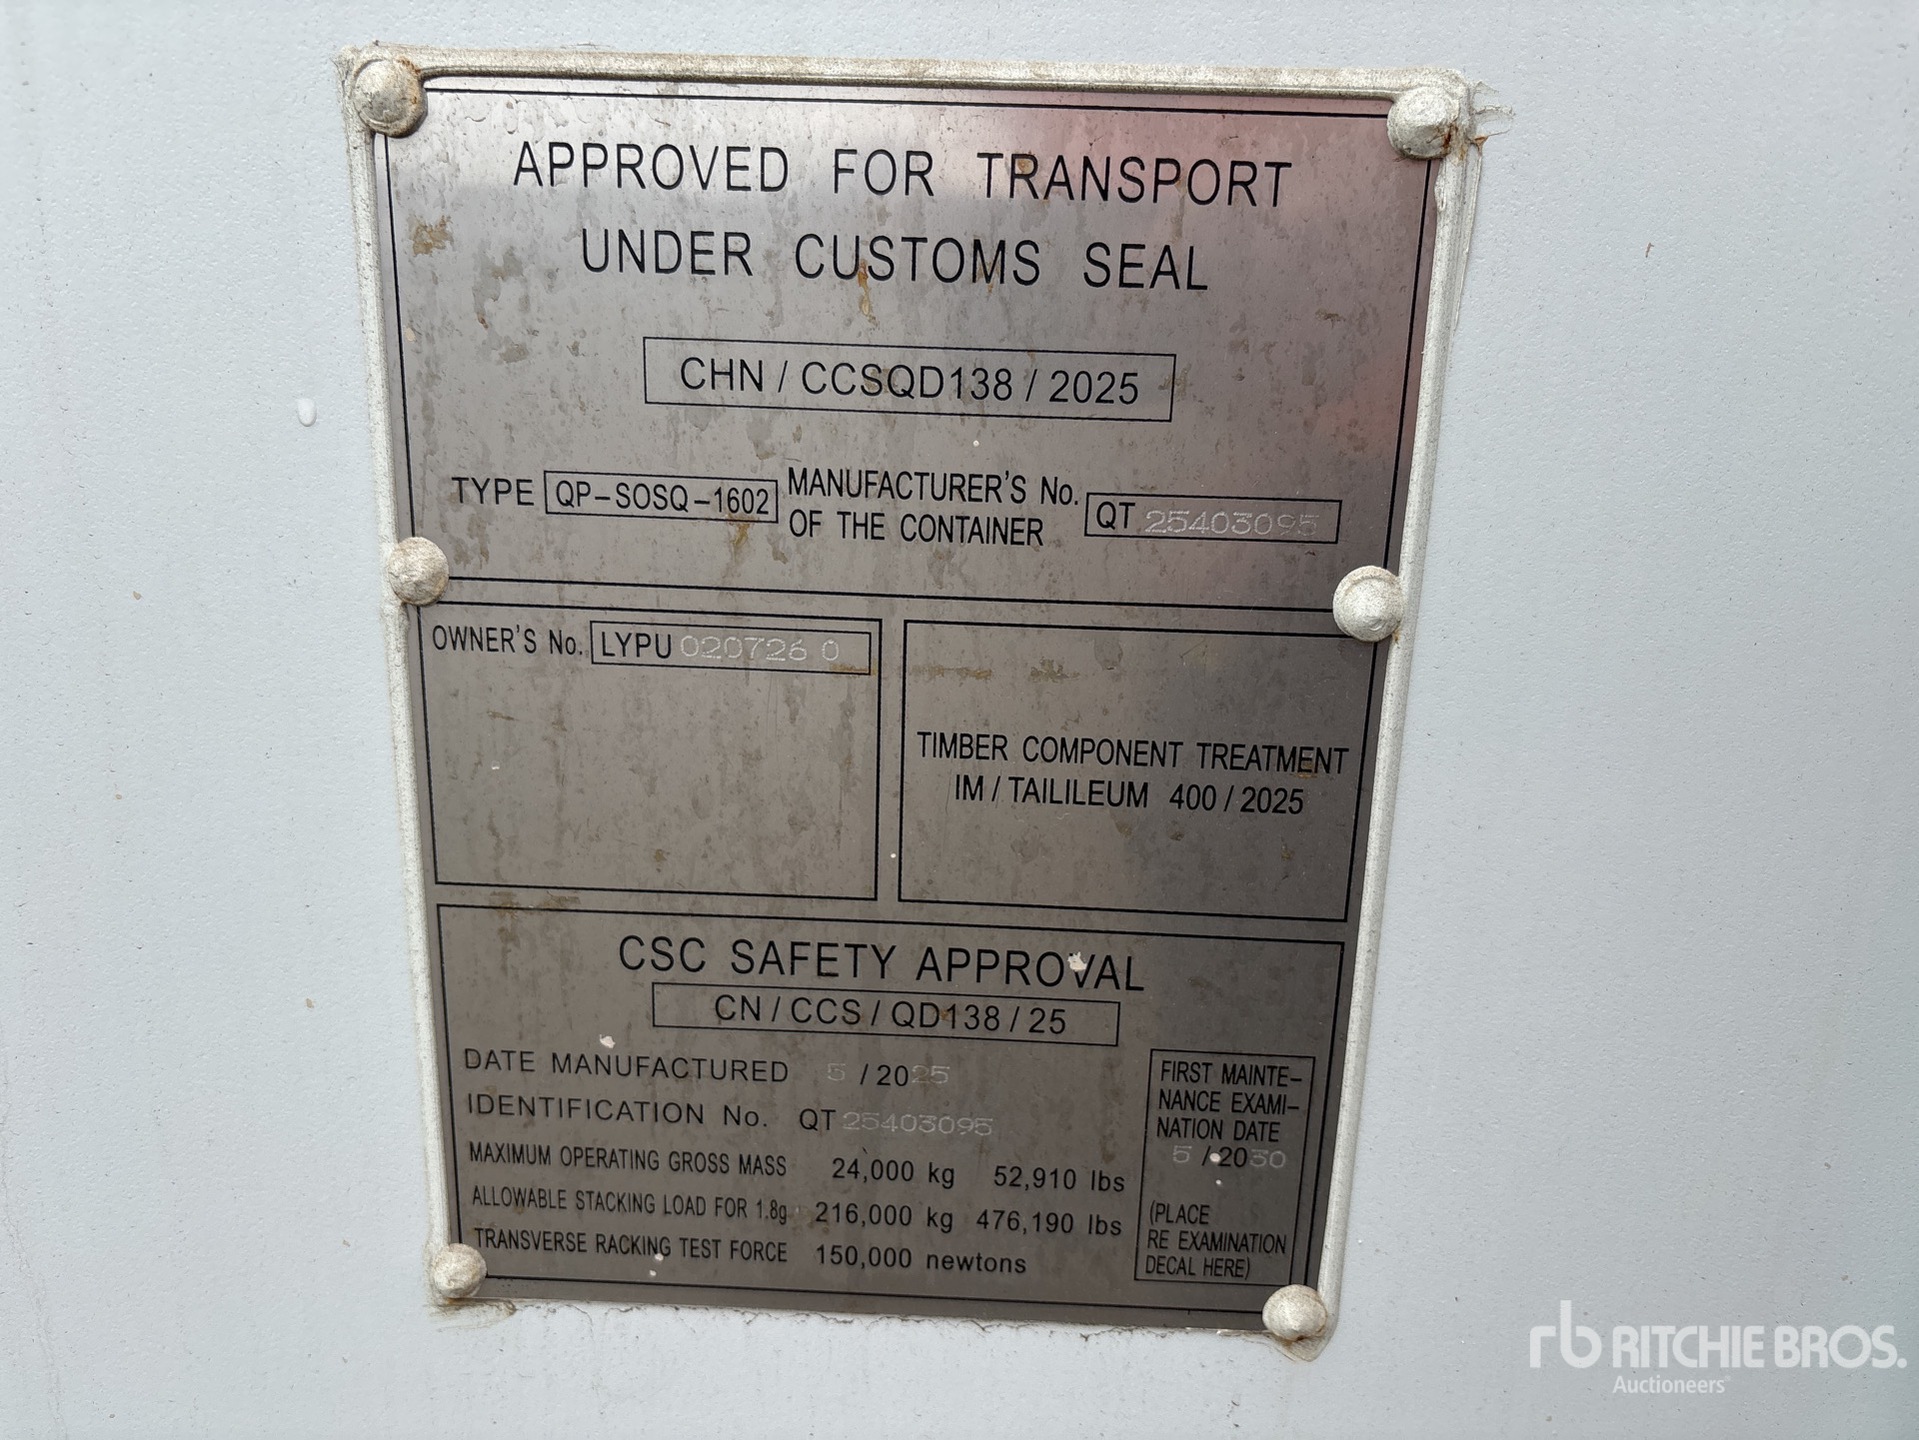 APPROVED FOR TRANSPORT
UNDER CUSTOMS SEAL
CHN / CCSQD138 / 2025
TYPE QP-SOSQ-1602 MANUFACTURER'S No. OF THE CONTAINER QT 25403095
OWNER'S No. LYPU 020726 0
TIMBER COMPONENT TREATMENT
IM / TAILILEUM 400 / 2025
CSC SAFETY APPROVAL
CN / CCS / QD138 / 25
DATE MANUFACTURED 5 / 2025
IDENTIFICATION No. QT 25403095
MAXIMUM OPERATING GROSS MASS 24,000 kg 52,910 lbs
ALLOWABLE STACKING LOAD FOR 1.8g 216,000 kg 476,190 lbs
TRANSVERSE RACKING TEST FORCE 150,000 newtons
FIRST MAINTE-
NANCE EXAMI-
NATION DATE
5 / 2030
(PLACE
RE EXAMINATION
DECAL HERE)
rb RITCHIE BROS.
Auctioneers